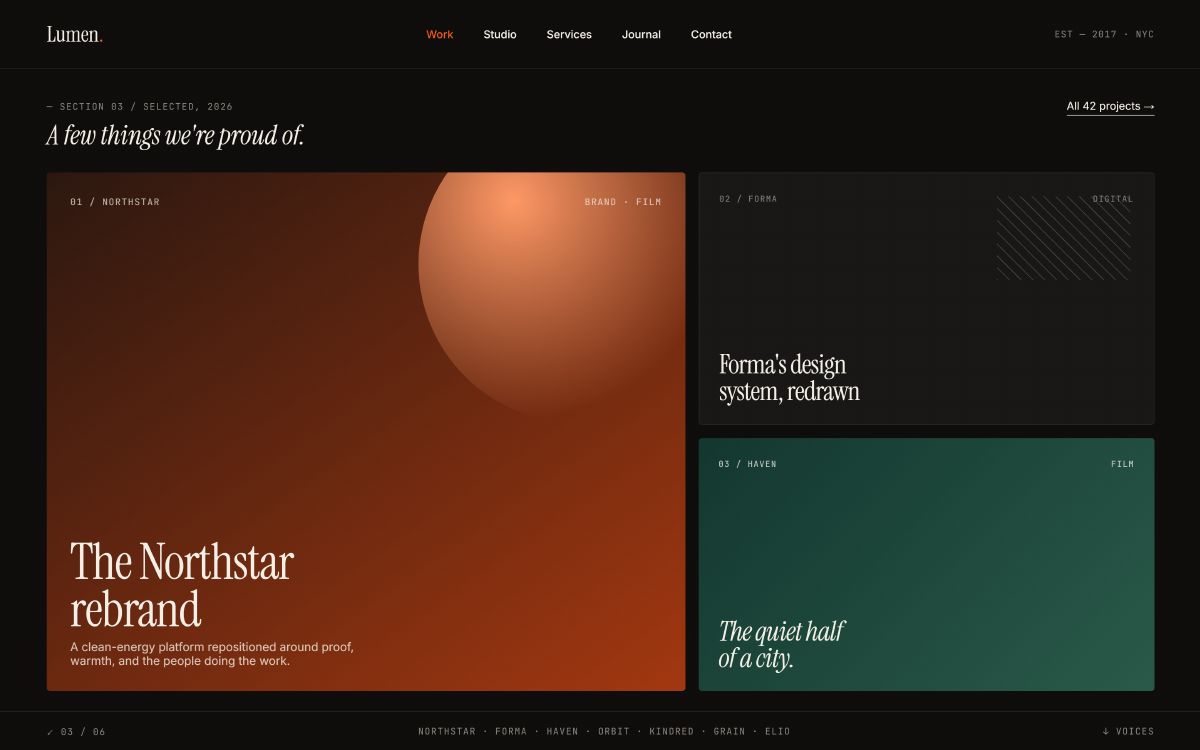 Lumen.
Work
Studio
Services
Journal
Contact
EST — 2017 · NYC
— SECTION 03 / SELECTED, 2026
A few things we're proud of.
All 42 projects →
01 / NORTHSTAR
BRAND · FILM
The Northstar
rebrand
A clean-energy platform repositioned around proof,
warmth, and the people doing the work.
02 / FORMA
DIGITAL
Forma's design
system, redrawn
03 / HAVEN
FILM
The quiet half
of a city.
✓ 03 / 06
NORTHSTAR · FORMA · HAVEN · ORBIT · KINDRED · GRAIN · ELIO
↓ VOICES